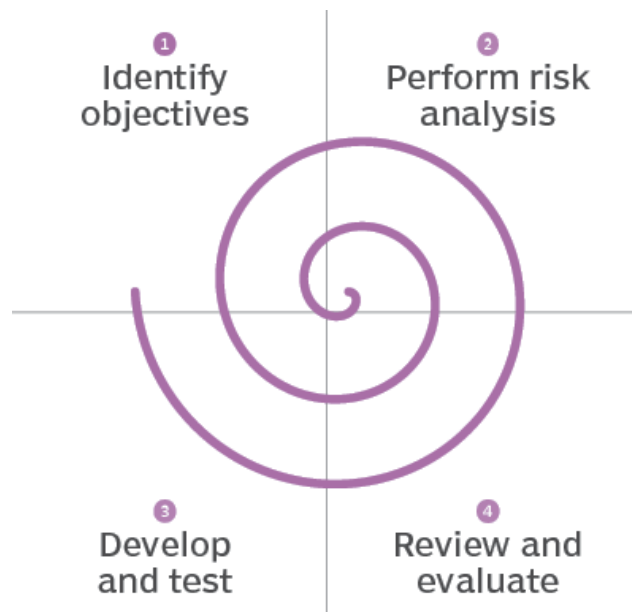 1
Identify
objectives
2
Perform risk
analysis
3
Develop
and test
4
Review and
evaluate